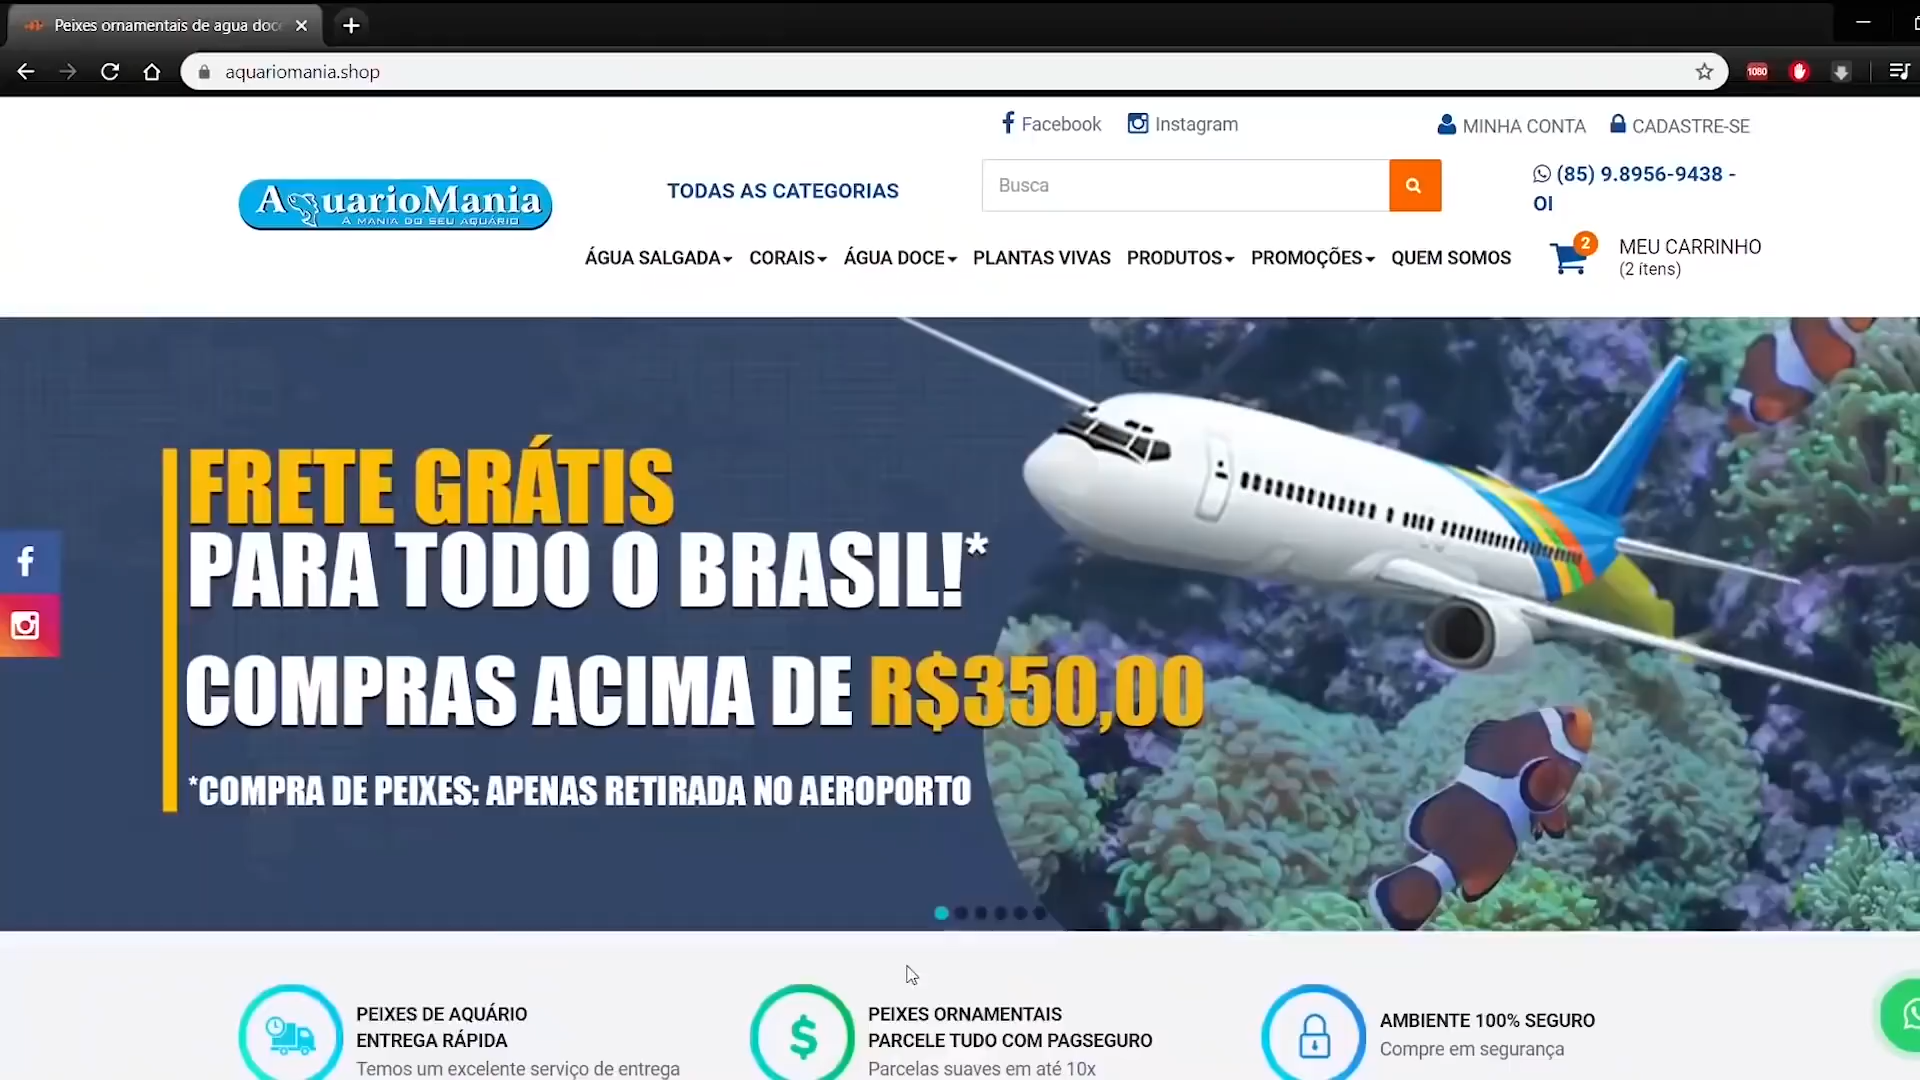 Peixes ornamentais de agua doc
aquariomania.shop
1080
Facebook
Instagram
MINHA CONTA
CADASTRE-SE
AquarioMania
A MANIA DO SEU AQUÁRIO
TODAS AS CATEGORIAS
Busca
(85) 9.8956-9438 -
OI
ÁGUA SALGADA
CORAIS
ÁGUA DOCE
PLANTAS VIVAS
PRODUTOS
PROMOÇÕES
QUEM SOMOS
2
MEU CARRINHO
(2 ítens)
FRETE GRÁTIS
PARA TODO O BRASIL!*
COMPRAS ACIMA DE R$350,00
*COMPRA DE PEIXES: APENAS RETIRADA NO AEROPORTO
PEIXES DE AQUÁRIO
ENTREGA RÁPIDA
Temos um excelente serviço de entrega
PEIXES ORNAMENTAIS
PARCELE TUDO COM PAGSEGURO
Parcelas suaves em até 10x
AMBIENTE 100% SEGURO
Compre em segurança